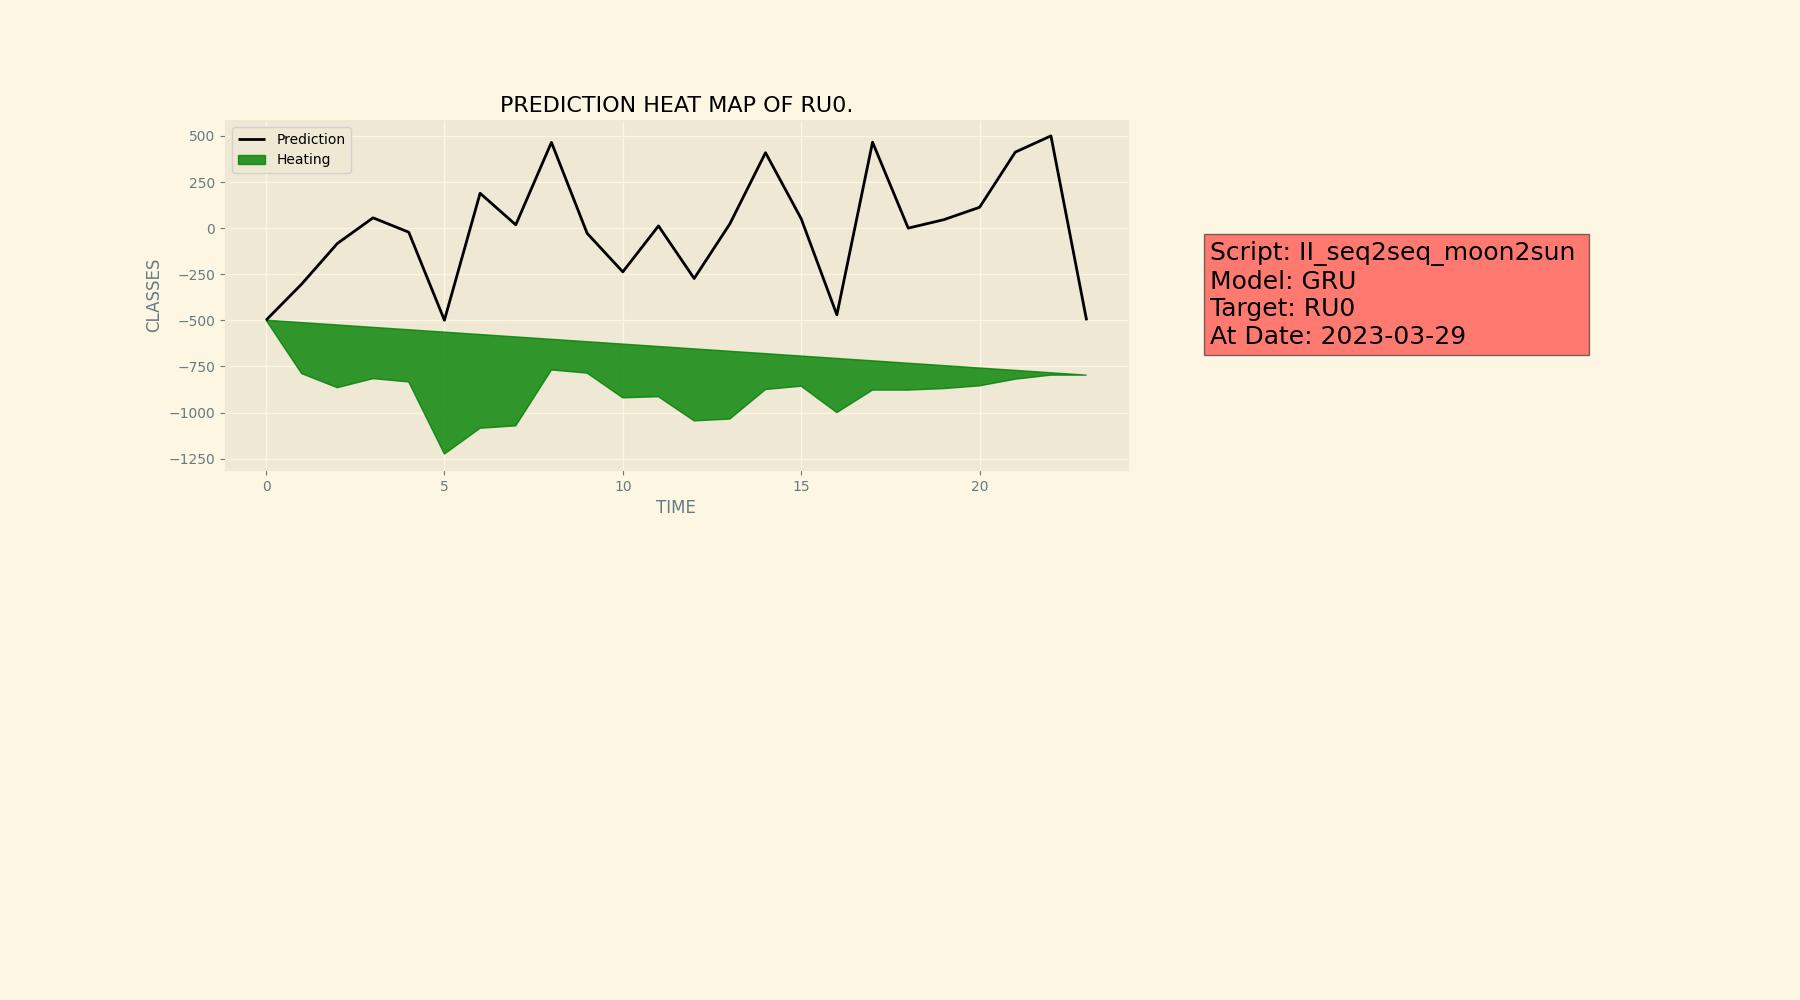 PREDICTION HEAT MAP OF RU0.
Prediction
Heating
500
250
0
−250
−500
−750
−1000
−1250
CLASSES
0 5 10 15 20
TIME
Script: II_seq2seq_moon2sun
Model: GRU
Target: RU0
At Date: 2023-03-29